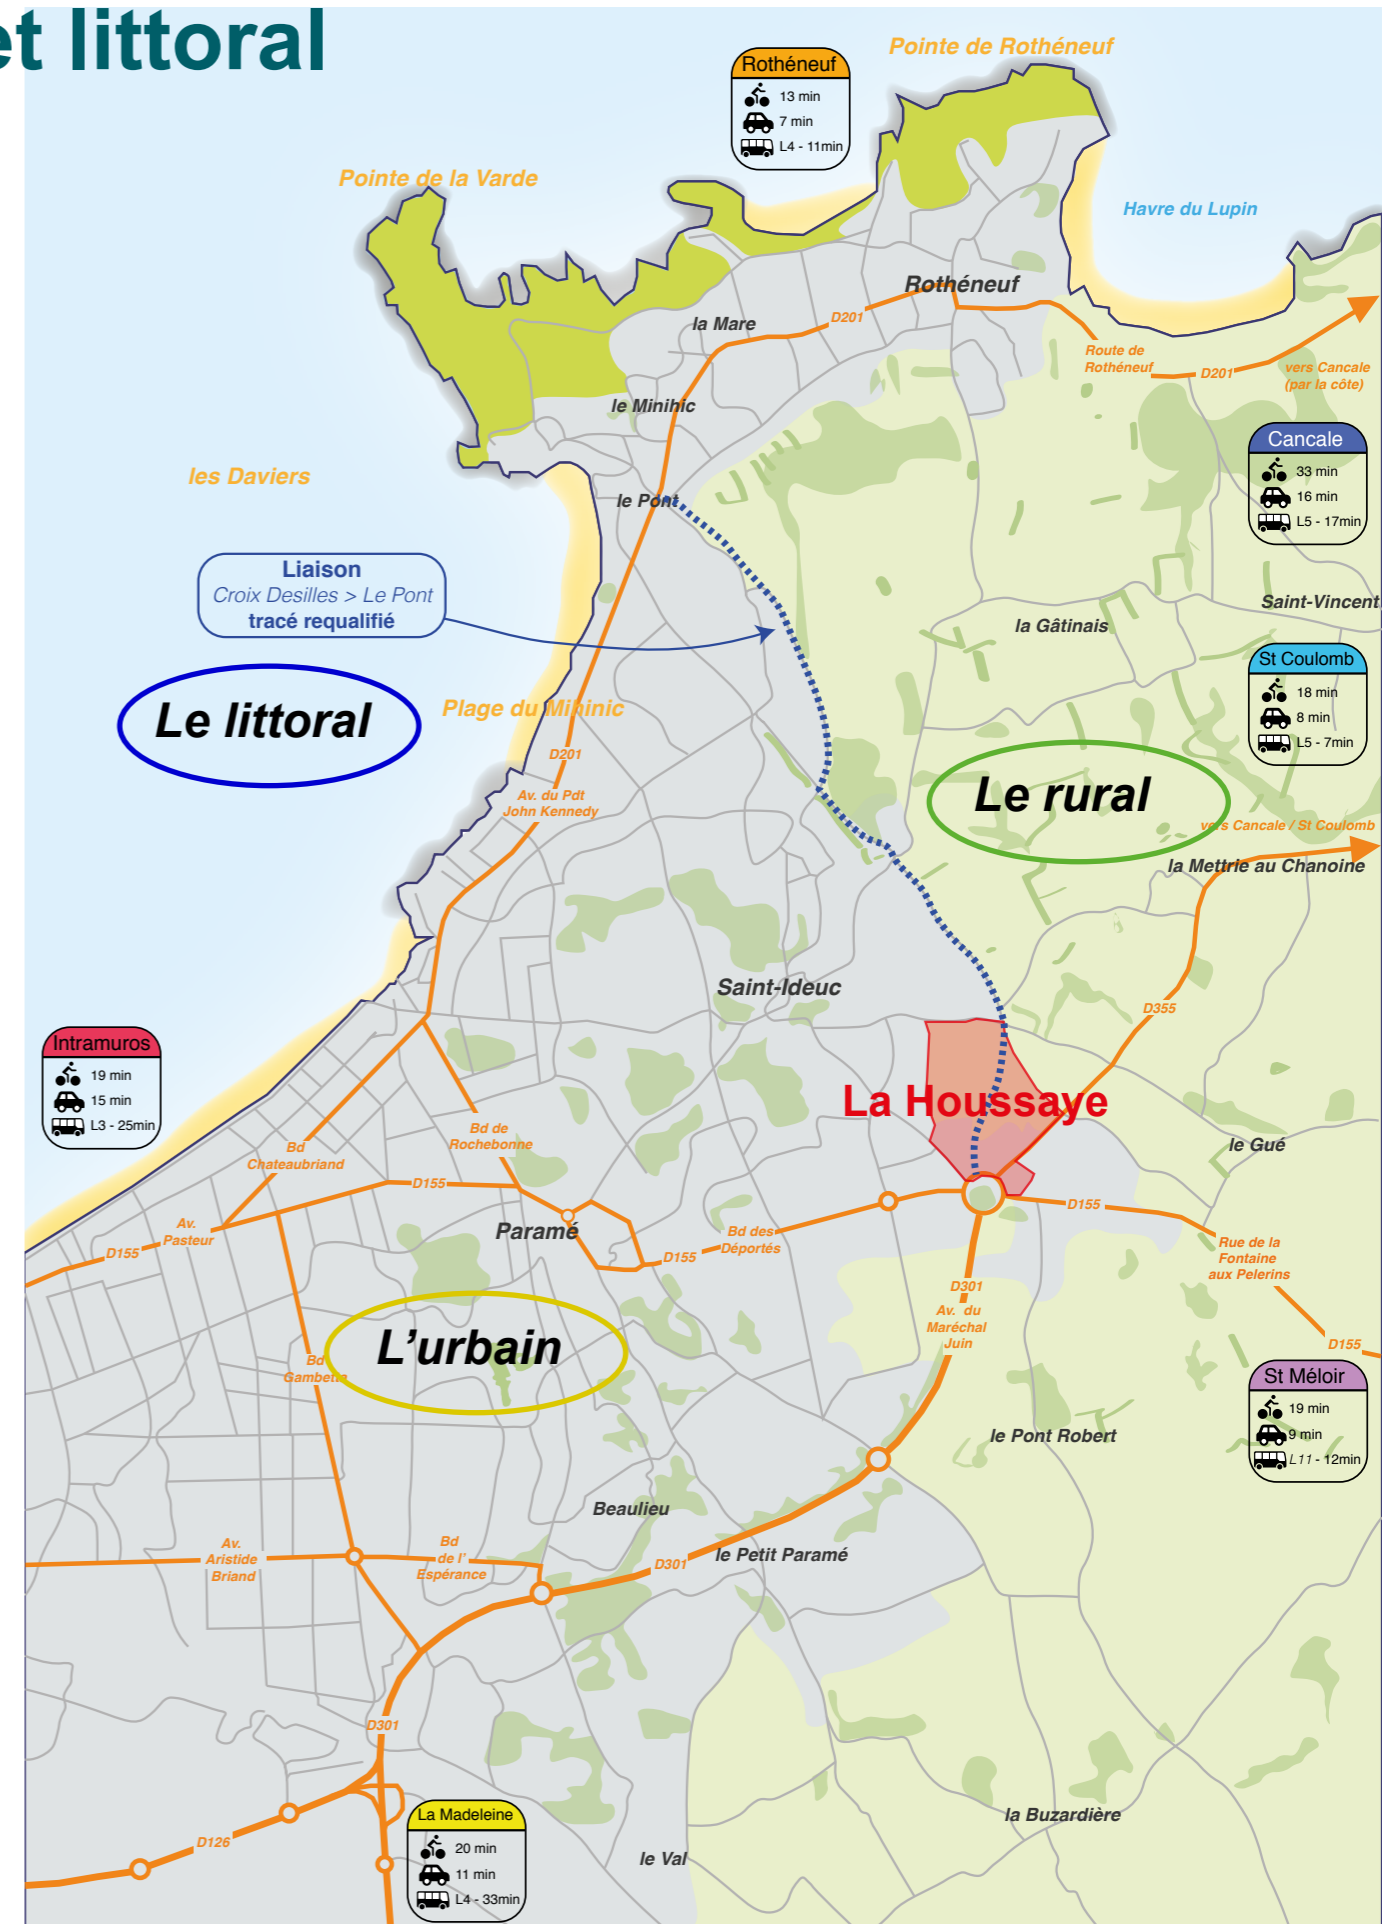 et littoral
Pointe de Rothéneuf
Rothéneuf
13 min
7 min
L4 - 11min
Pointe de la Varde
Havre du Lupin
Rothéneuf
la Mare
D201
Route de
Rothéneuf
D201
vers Cancale
(par la côte)
le Minihic
Cancale
33 min
16 min
L5 - 17min
les Daviers
le Pont
Liaison
Croix Desilles > Le Pont
tracé requalifié
Saint-Vincent
la Gâtinais
St Coulomb
18 min
8 min
L5 - 7min
Le littoral
Plage du Mihinic
D201
Av. du Pdt
John Kennedy
Le rural
vers Cancale / St Coulomb
la Mettrie au Chanoine
Saint-Ideuc
D355
Intramuros
19 min
15 min
L3 - 25min
La Houssaye
Bd de
Rochebonne
Bd
Chateaubriand
le Gué
D155
D155
Av.
Pasteur
Paramé
Bd des
Déportés
D155
D155
Rue de la
Fontaine
aux Pelerins
D301
Av. du
Maréchal
Juin
D155
L'urbain
Bd
Gambetta
St Méloir
19 min
9 min
L11 - 12min
le Pont Robert
Beaulieu
Av.
Aristide
Briand
Bd
de l'
Espérance
D301
le Petit Paramé
D301
la Buzardière
La Madeleine
20 min
11 min
L4 - 33min
D126
le Val